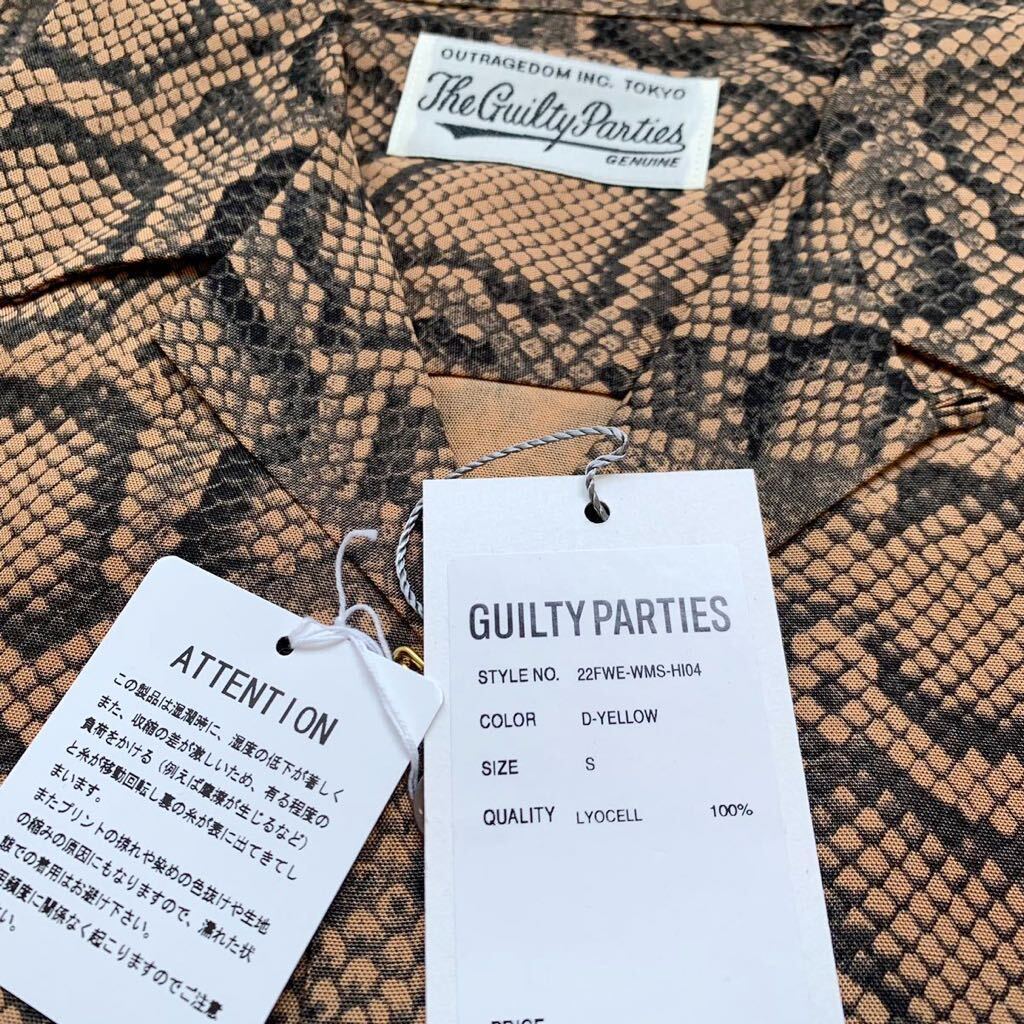 OUTRAGEDOM INC. TOKYO
The Guilty Parties
GENUINE
GUILTY PARTIES
STYLE NO. 22FWE-WMS-HI04
COLOR D-YELLOW
SIZE S
QUALITY LYOCELL 100%
PRICE
ATTENTION
この製品は湿潤時に、湿度の低下が著しく
また、収縮の差が激しいため、有る程度の
負荷をかける（例えば摩擦が生じるなど）
と糸が移動回転し裏の糸が表に出てきてし
まいます。
またプリントの擦れや染めの色抜けや生地
の縮みの原因にもなりますので、濡れた状
態での着用はお避け下さい。
頻度に関係なく起こりますのでご注意
い。